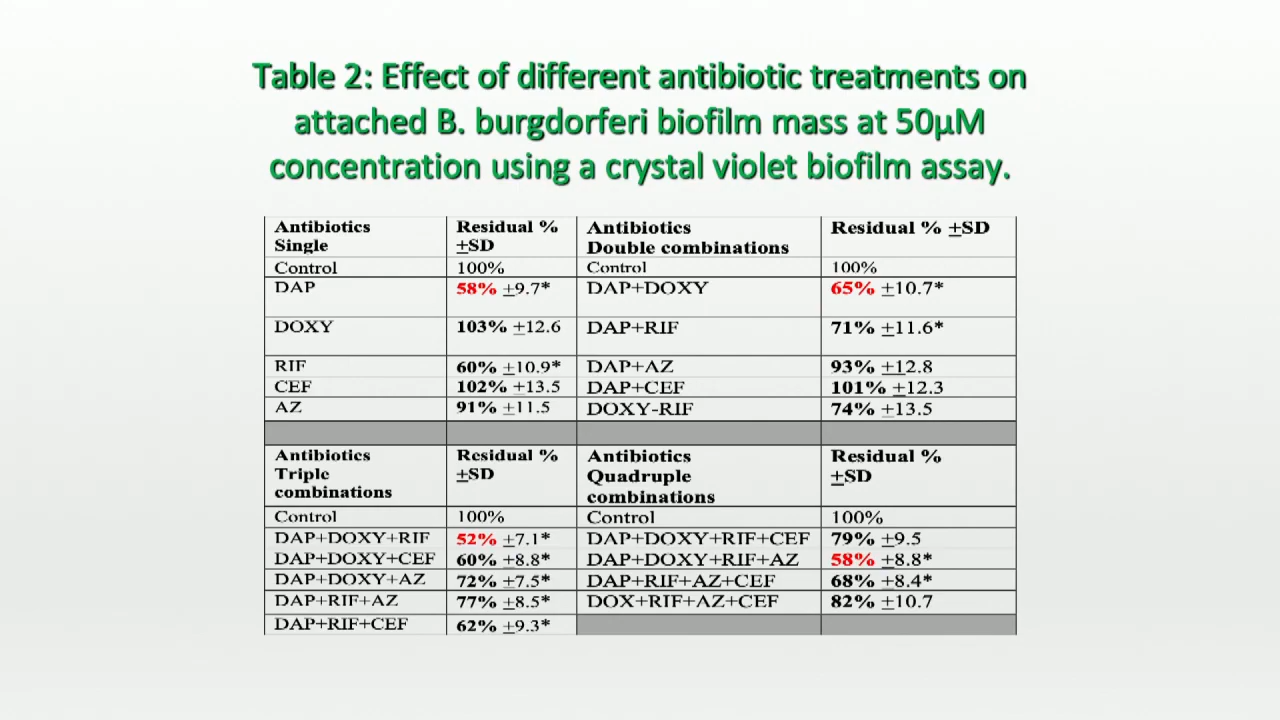 Table 2: Effect of different antibiotic treatments on
attached B. burgdorferi biofilm mass at 50µM
concentration using a crystal violet biofilm assay.
Antibiotics Single | Residual % ±SD | Antibiotics Double combinations | Residual % ±SD
Control | 100% | Control | 100%
DAP | 58% ±9.7* | DAP+DOXY | 65% ±10.7*
DOXY | 103% ±12.6 | DAP+RIF | 71% ±11.6*
RIF | 60% ±10.9* | DAP+AZ | 93% ±12.8
CEF | 102% ±13.5 | DAP+CEF | 101% ±12.3
AZ | 91% ±11.5 | DOXY-RIF | 74% ±13.5
Antibiotics Triple combinations | Residual % ±SD | Antibiotics Quadruple combinations | Residual % ±SD
Control | 100% | Control | 100%
DAP+DOXY+RIF | 52% ±7.1* | DAP+DOXY+RIF+CEF | 79% ±9.5
DAP+DOXY+CEF | 60% ±8.8* | DAP+DOXY+RIF+AZ | 58% ±8.8*
DAP+DOXY+AZ | 72% ±7.5* | DAP+RIF+AZ+CEF | 68% ±8.4*
DAP+RIF+AZ | 77% ±8.5* | DOX+RIF+AZ+CEF | 82% ±10.7
DAP+RIF+CEF | 62% ±9.3*